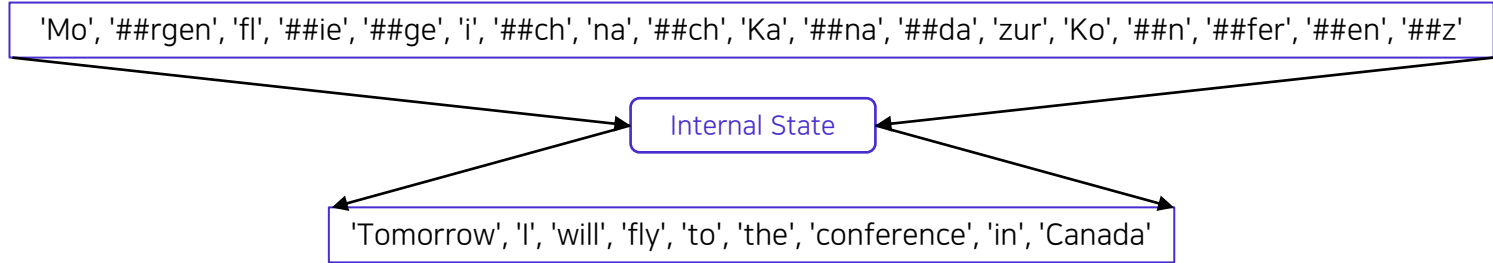 'Mo', '##rgen', 'fl', '##ie', '##ge', 'i', '##ch', 'na', '##ch', 'Ka', '##na', '##da', 'zur', 'Ko', '##n', '##fer', '##en', '##z'
Internal State
'Tomorrow', 'I', 'will', 'fly', 'to', 'the', 'conference', 'in', 'Canada'